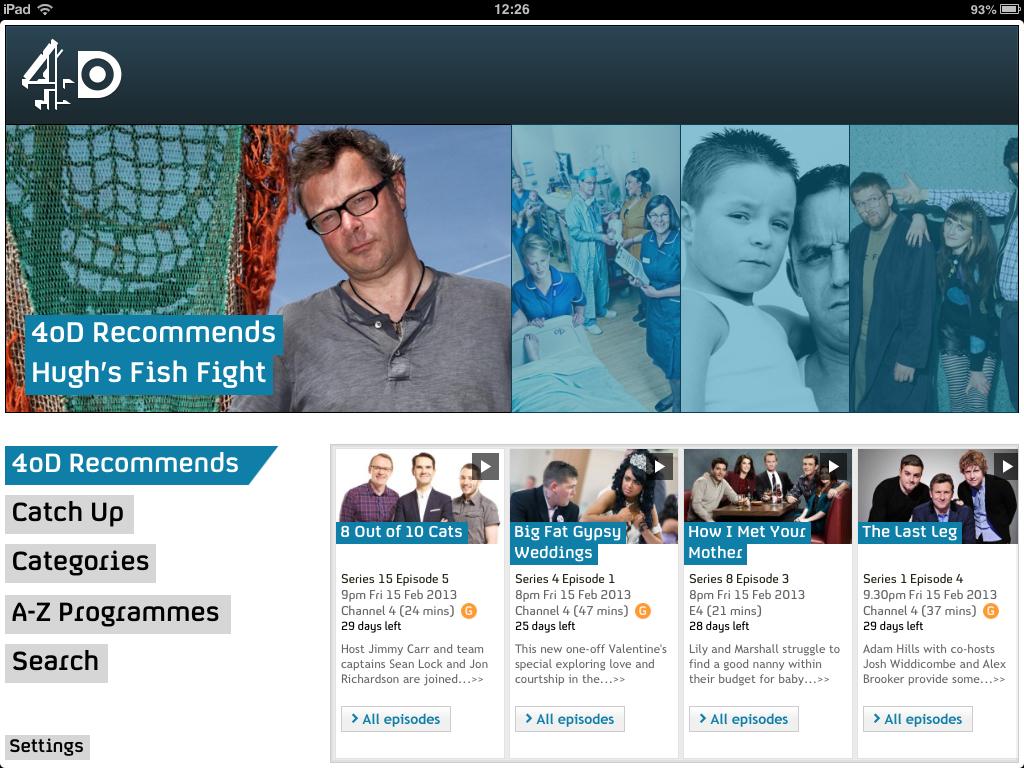 iPad 12:26 93%
4oD
4oD Recommends
Hugh's Fish Fight
4oD Recommends
Catch Up
Categories
A-Z Programmes
Search
Settings
8 Out of 10 Cats
Series 15 Episode 5
9pm Fri 15 Feb 2013
Channel 4 (24 mins) G
29 days left
Host Jimmy Carr and team
captains Sean Lock and Jon
Richardson are joined...>>
> All episodes
Big Fat Gypsy
Weddings
Series 4 Episode 1
8pm Fri 15 Feb 2013
Channel 4 (47 mins) G
25 days left
This new one-off Valentine's
special exploring love and
courtship in the...>>
> All episodes
How I Met Your
Mother
Series 8 Episode 3
8pm Fri 15 Feb 2013
E4 (21 mins)
28 days left
Lily and Marshall struggle to
find a good nanny within
their budget for baby...>>
> All episodes
The Last Leg
Series 1 Episode 4
9.30pm Fri 15 Feb 2013
Channel 4 (37 mins) G
29 days left
Adam Hills with co-hosts
Josh Widdicombe and Alex
Brooker provide some...>>
> All episodes